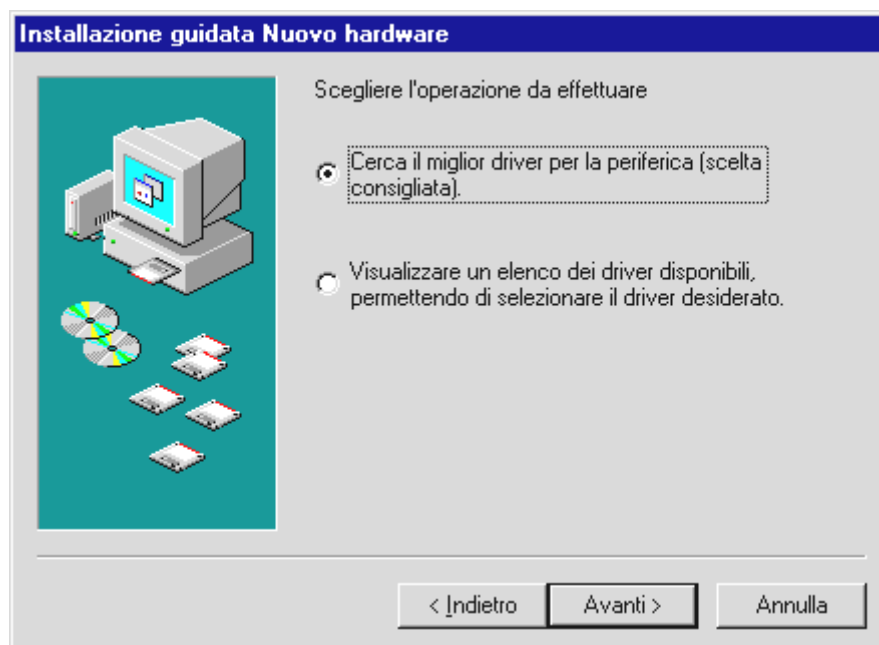 Installazione guidata Nuovo hardware
Scegliere l'operazione da effettuare
Cerca il miglior driver per la periferica (scelta
consigliata).
Visualizzare un elenco dei driver disponibili,
permettendo di selezionare il driver desiderato.
< Indietro
Avanti >
Annulla